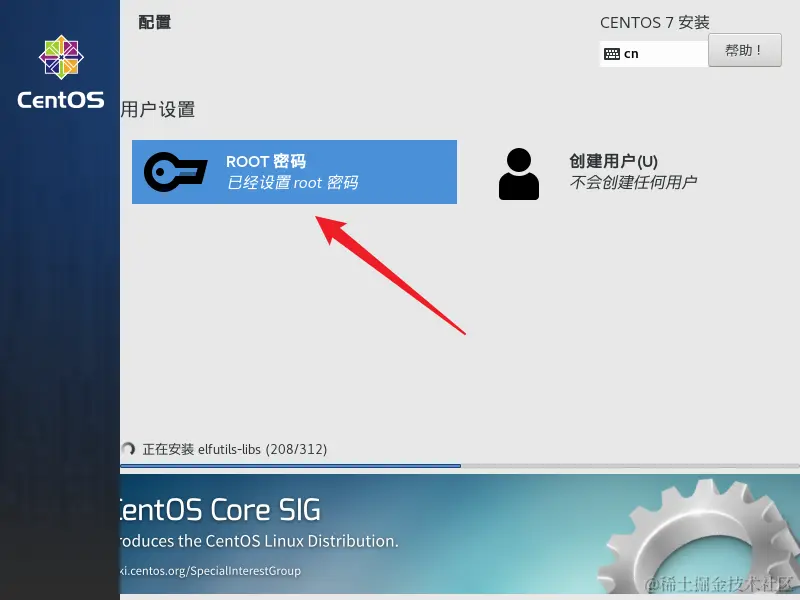 配置
CENTOS 7 安装
cn
帮助！
CentOS
用户设置
ROOT 密码
已经设置 root 密码
创建用户(U)
不会创建任何用户
正在安装 elfutils-libs (208/312)
CentOS Core SIG
roduces the CentOS Linux Distribution.
ki.centos.org/SpecialInterestGroup
@稀土掘金技术社区